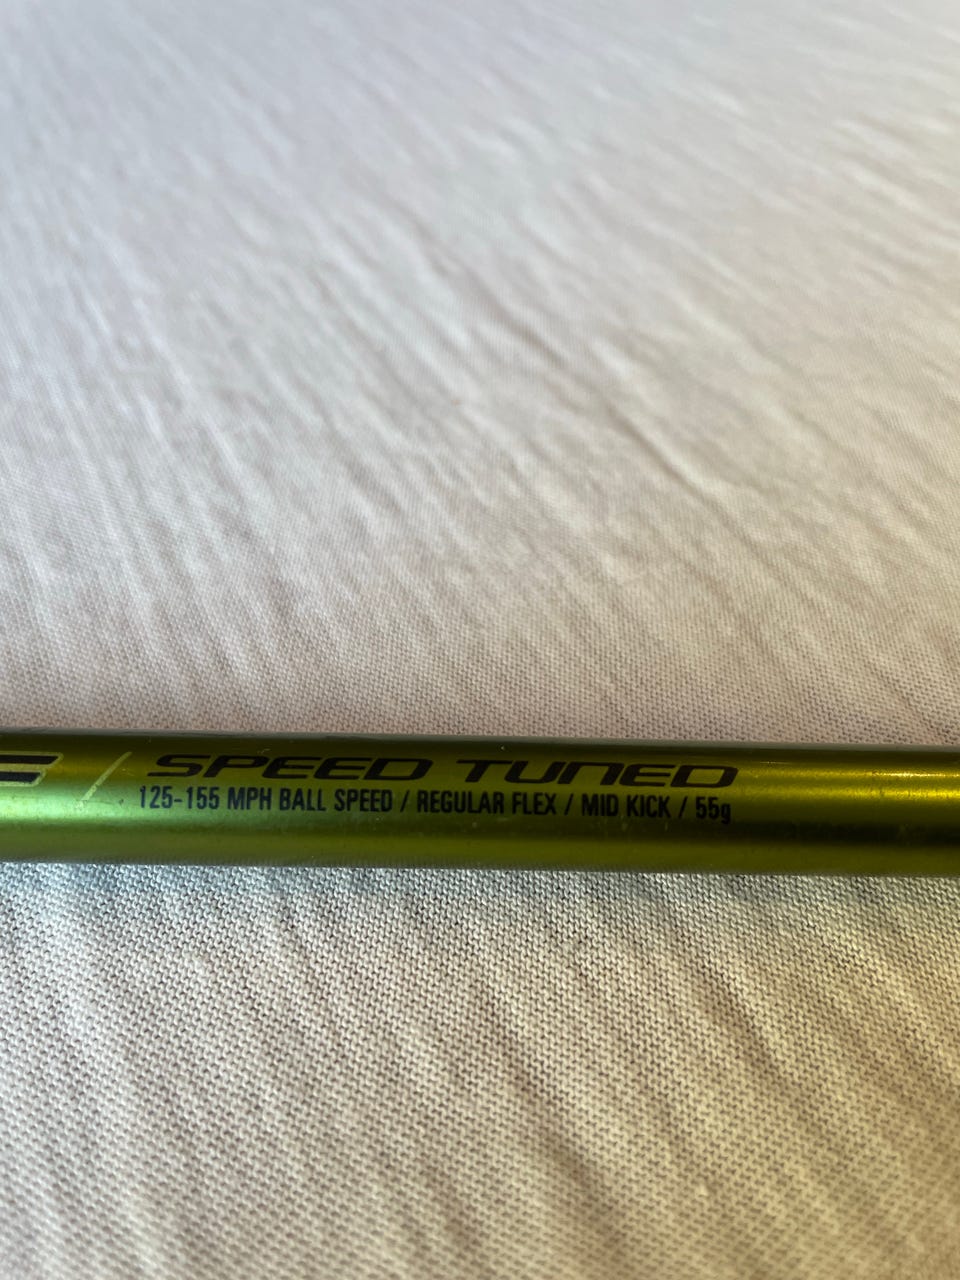 / SPEED TUNED
125-155 MPH BALL SPEED / REGULAR FLEX / MID KICK / 55g